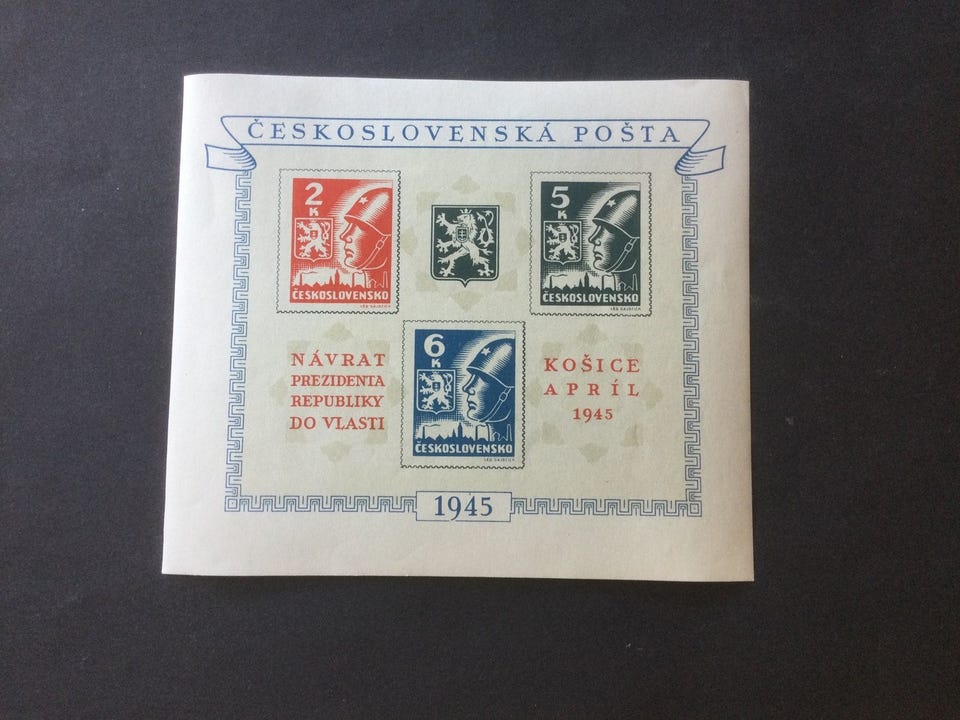 ČESKOSLOVENSKÁ POŠTA
2
K
ČESKOSLOVENSKO
5
K
ČESKOSLOVENSKO
NÁVRAT
PREZIDENTA
REPUBLIKY
DO VLASTI
6
K
ČESKOSLOVENSKO
KOŠICE
APRÍL
1945
1945